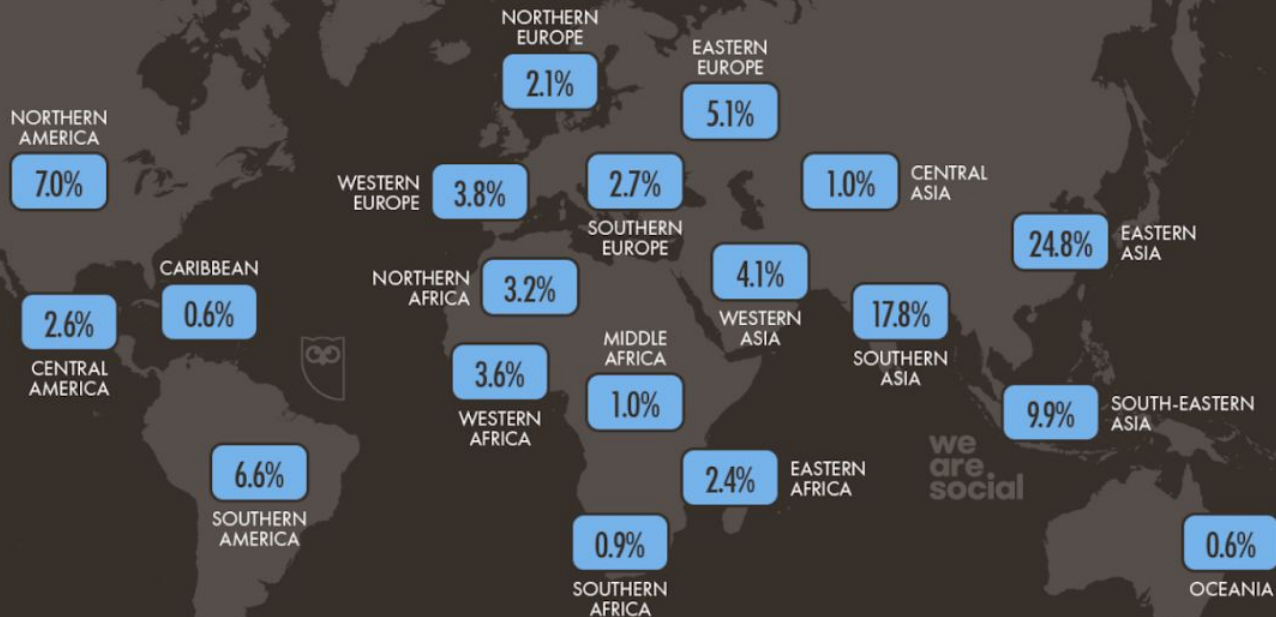 NORTHERN
EUROPE
2.1%
EASTERN
EUROPE
5.1%
NORTHERN
AMERICA
7.0%
WESTERN
EUROPE
3.8%
2.7%
SOUTHERN
EUROPE
1.0%
CENTRAL
ASIA
24.8%
EASTERN
ASIA
CARIBBEAN
0.6%
2.6%
CENTRAL
AMERICA
NORTHERN
AFRICA
3.2%
4.1%
WESTERN
ASIA
17.8%
SOUTHERN
ASIA
3.6%
WESTERN
AFRICA
MIDDLE
AFRICA
1.0%
9.9%
SOUTH-EASTERN
ASIA
we
are
social
6.6%
SOUTHERN
AMERICA
2.4%
EASTERN
AFRICA
0.9%
SOUTHERN
AFRICA
0.6%
OCEANIA